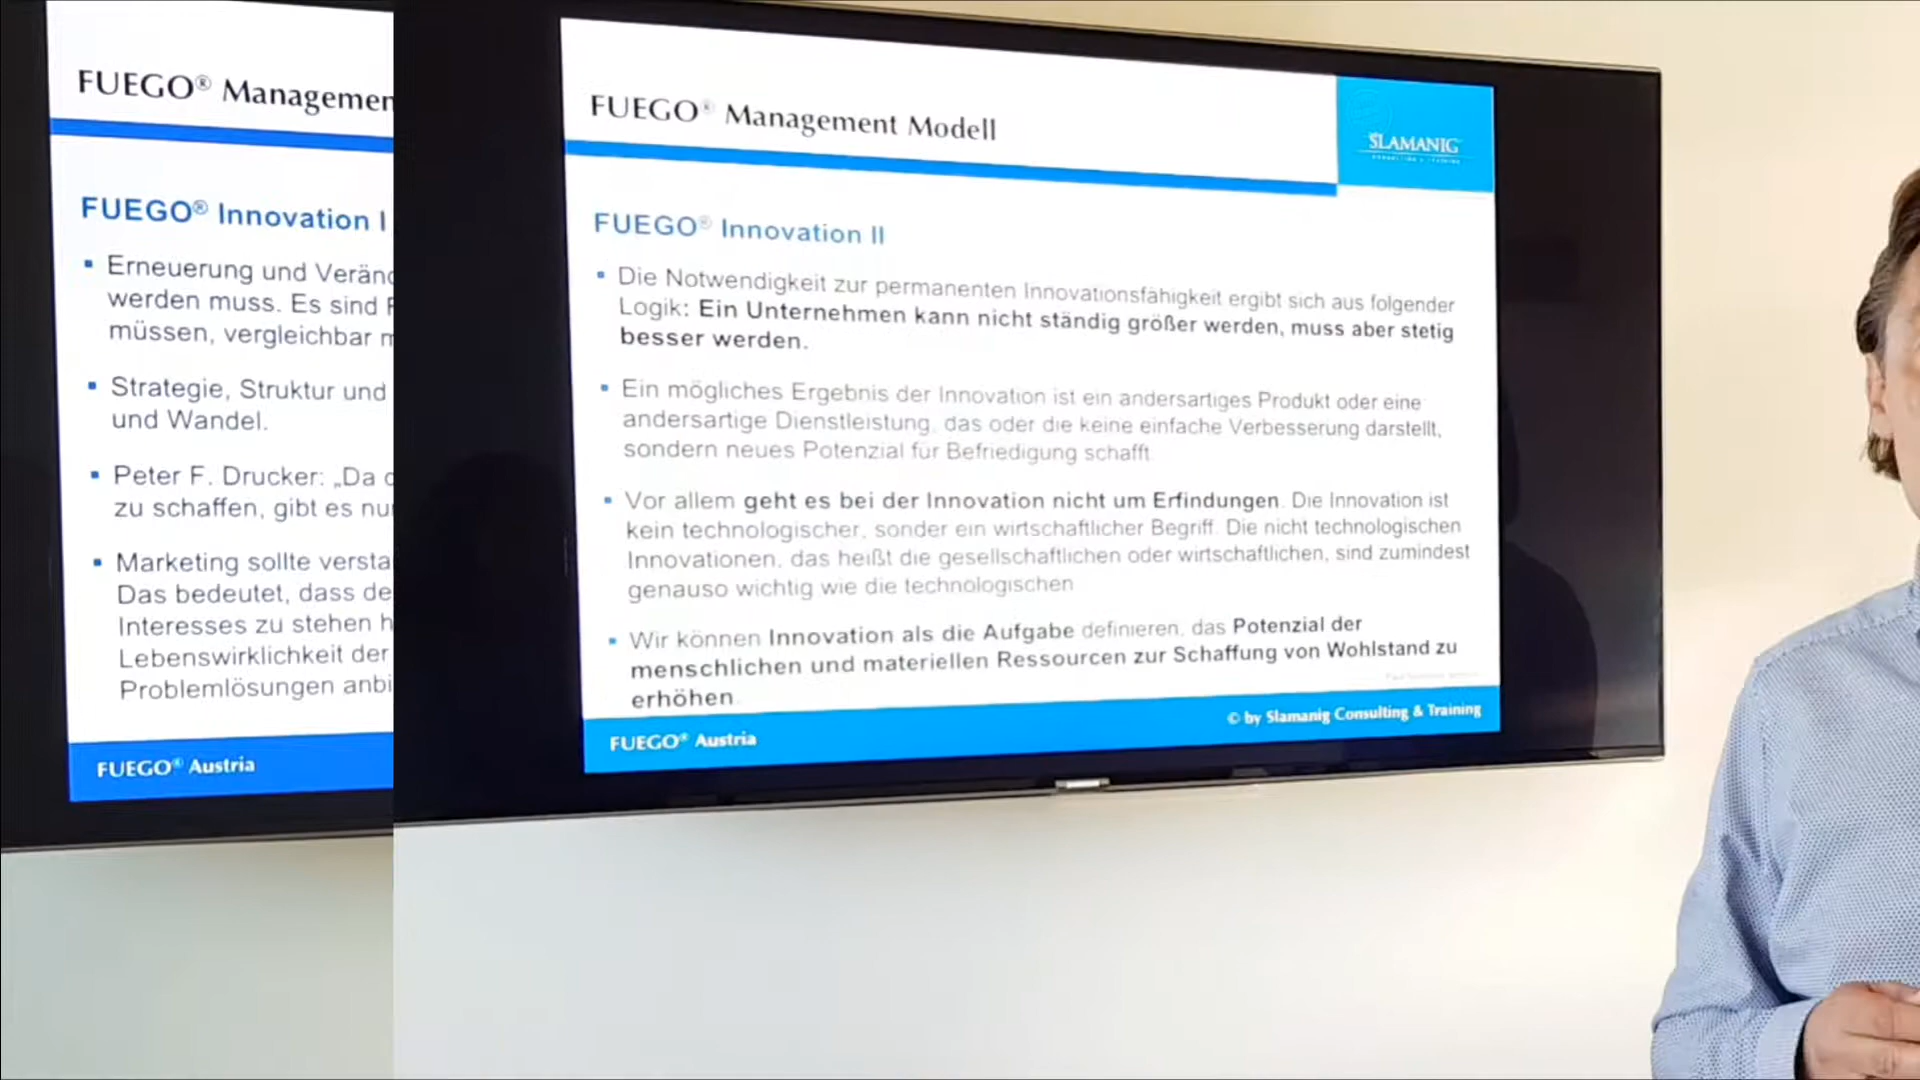 FUEGO® Managemen
FUEGO® Innovation I
Erneuerung und Veränd
werden muss. Es sind
müssen, vergleichbar
Strategie, Struktur und
und Wandel.
Peter F. Drucker: „Da
zu schaffen, gibt es nu
Marketing sollte versta
Das bedeutet, dass de
Interesses zu stehen h
Lebenswirklichkeit der
Problemlösungen anbi
FUEGO® Austria
FUEGO® Management Modell
SLAMANIG
CONSULTING & TRAINING
FUEGO® Innovation II
Die Notwendigkeit zur permanenten Innovationsfähigkeit ergibt sich aus folgender
Logik: Ein Unternehmen kann nicht ständig größer werden, muss aber stetig
besser werden.
Ein mögliches Ergebnis der Innovation ist ein andersartiges Produkt oder eine
andersartige Dienstleistung, das oder die keine einfache Verbesserung darstellt,
sondern neues Potenzial für Befriedigung schafft.
Vor allem geht es bei der Innovation nicht um Erfindungen. Die Innovation ist
kein technologischer, sonder ein wirtschaftlicher Begriff. Die nicht technologischen
Innovationen, das heißt die gesellschaftlichen oder wirtschaftlichen, sind zumindest
genauso wichtig wie die technologischen
Wir können Innovation als die Aufgabe definieren, das Potenzial der
menschlichen und materiellen Ressourcen zur Schaffung von Wohlstand zu
erhöhen.
FUEGO® Austria
© by Slamanig Consulting & Training